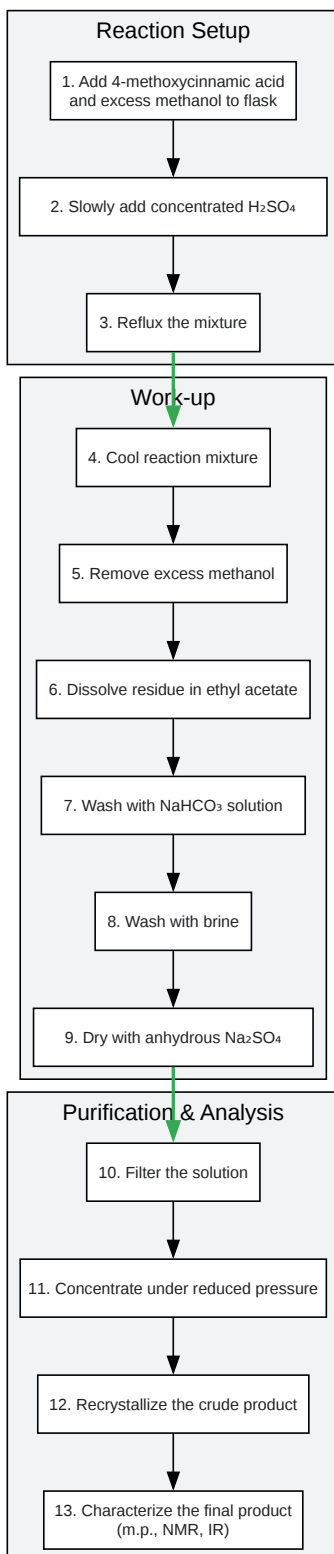 Reaction Setup
1. Add 4-methoxycinnamic acid
and excess methanol to flask
2. Slowly add concentrated H₂SO₄
3. Reflux the mixture
Work-up
4. Cool reaction mixture
5. Remove excess methanol
6. Dissolve residue in ethyl acetate
7. Wash with NaHCO₃ solution
8. Wash with brine
9. Dry with anhydrous Na₂SO₄
Purification & Analysis
10. Filter the solution
11. Concentrate under reduced pressure
12. Recrystallize the crude product
13. Characterize the final product
(m.p., NMR, IR)